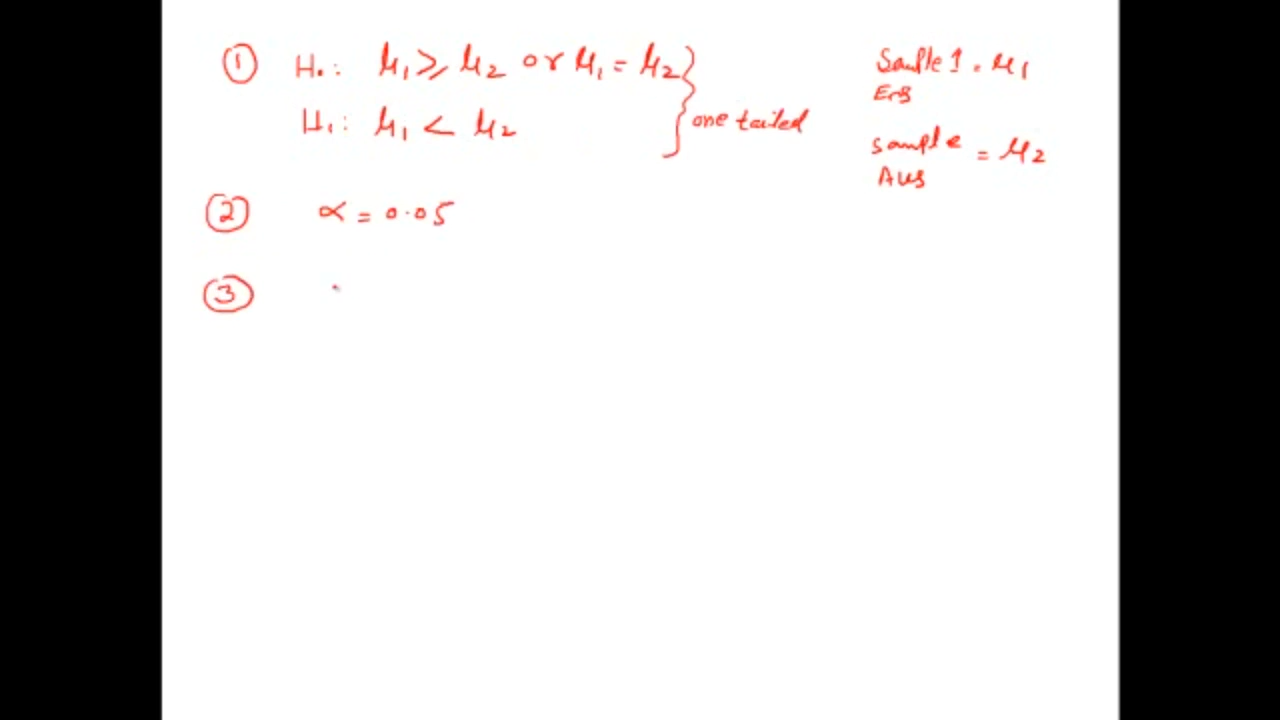 ① H₀: μ₁ ⩾ μ₂ or μ₁ = μ₂
H₁: μ₁ < μ₂
one tailed
Sample 1 = μ₁
Eng
Sample = μ₂
Aus
② α = 0.05
③